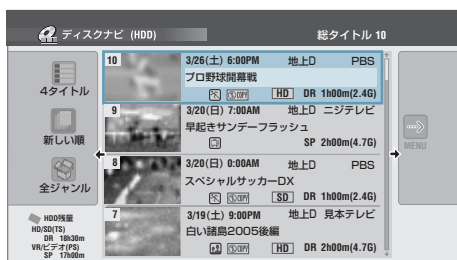 ディスクナビ (HDD)
総タイトル 10
4タイトル
新しい順
全ジャンル
HDD残量
HD/SD(TS)
DR 18h30m
VR/ビデオ(PS)
SP 17h00m
10
3/26(土) 6:00PM 地上D PBS
プロ野球開幕戦
COPY HD DR 1h00m(2.4G)
9
3/20(日) 7:00AM 地上D ニジテレビ
早起きサンデーフラッシュ
SP 2h00m(4.7G)
8
3/20(日) 0:00AM 地上D PBS
スペシャルサッカーDX
COPY SD DR 1h00m(2.4G)
7
3/19(土) 9:00PM 地上D 見本テレビ
白い諸島2005後編
COPY HD DR 2h00m(4.7G)
MENU